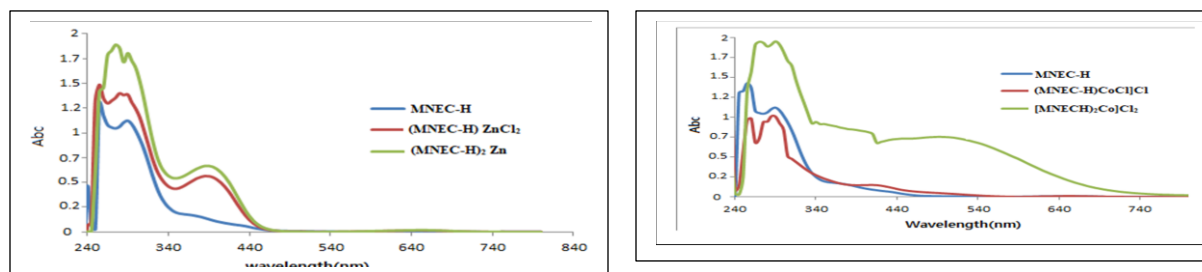 2
1.7
1.5
1.2
1
0.7
0.5
0.2
0
Abc
240 340 440 540 640 740 840
wavelength(nm)
MNEC-H
(MNEC-H) ZnCl₂
(MNEC-H)₂ Zn
2
1.7
1.5
1.2
1
0.7
0.5
0.2
0
Abc
240 340 440 540 640 740
Wavelength(nm)
MNEC-H
(MNEC-H)CoCl]Cl
[MNECH)₂Co]Cl₂